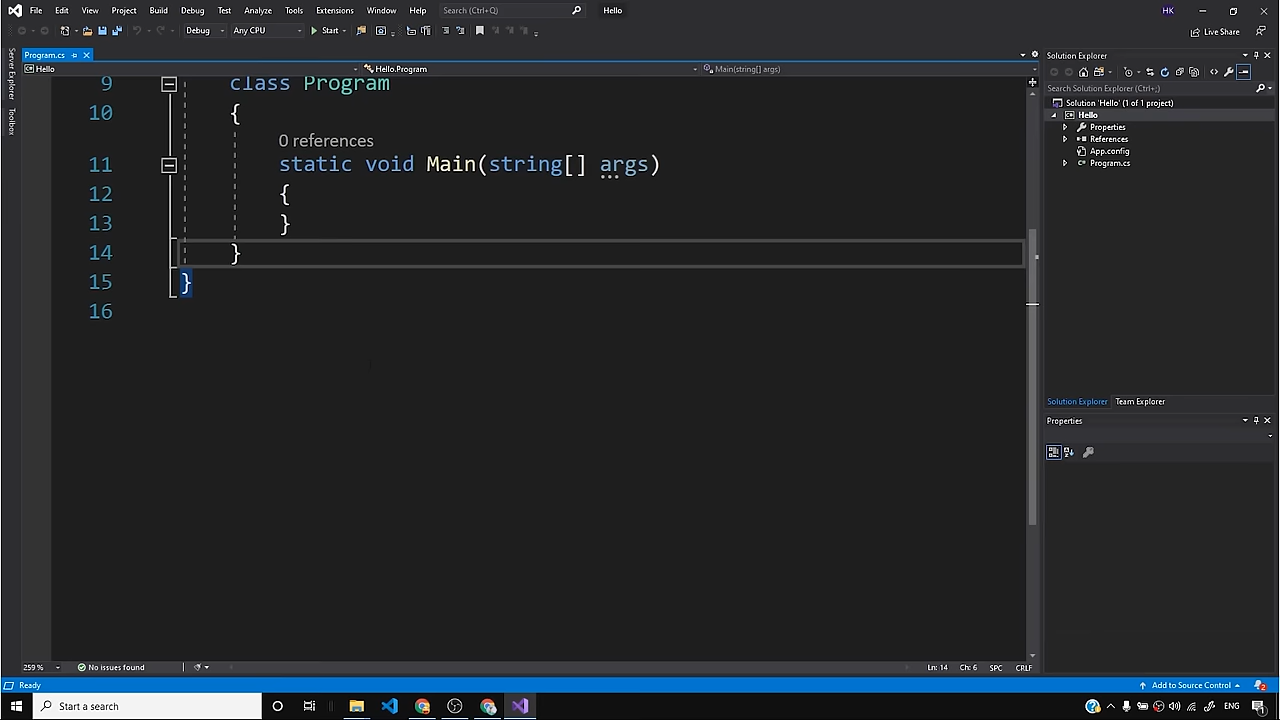 File Edit View Project Build Debug Test Analyze Tools Extensions Window Help Search (Ctrl+Q) Hello HK
Debug Any CPU Start Live Share
Server Explorer
Toolbox
Program.cs
Hello Hello.Program Main(string[] args)
9 class Program
10 {
0 references
11 static void Main(string[] args)
12 {
13 }
14 }
15 }
16
259 % No issues found Ln: 14 Ch: 6 SPC CRLF
Solution Explorer
Search Solution Explorer (Ctrl+;)
Solution 'Hello' (1 of 1 project)
Hello
Properties
References
App.config
C# Program.cs
Solution Explorer Team Explorer
Properties
Ready Add to Source Control 2
Start a search ENG